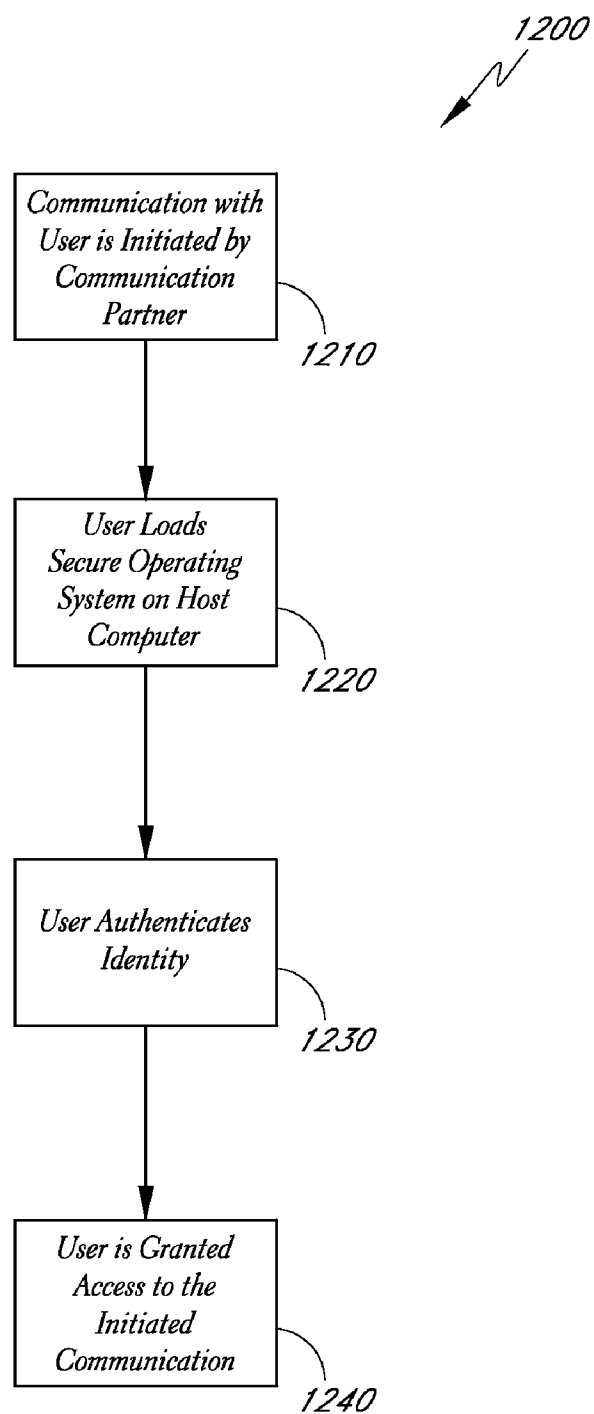 1200
Communication with
User is Initiated by
Communication
Partner
1210
User Loads
Secure Operating
System on Host
Computer
1220
User Authenticates
Identity
1230
User is Granted
Access to the
Initiated
Communication
1240